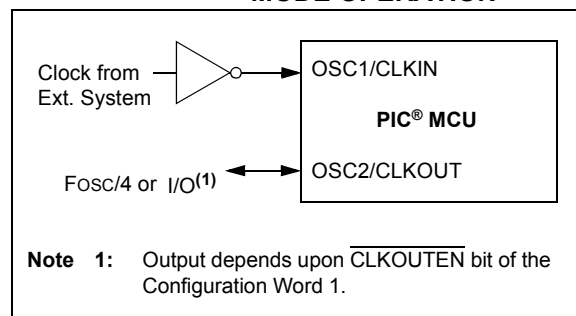 MODE OPERATION
Clock from
Ext. System
OSC1/CLKIN
PIC® MCU
FOSC/4 or I/O(1)
OSC2/CLKOUT
Note 1: Output depends upon CLKOUTEN bit of the
Configuration Word 1.